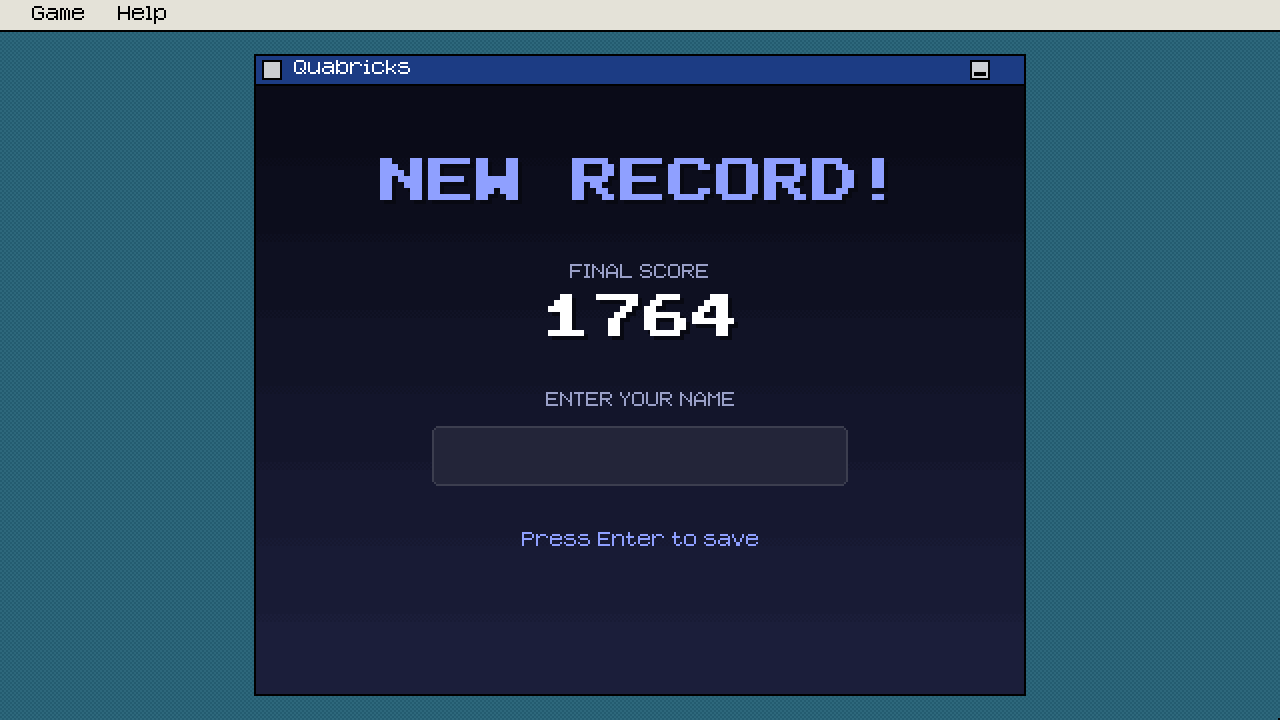 Game Help
Quabricks
NEW RECORD!
FINAL SCORE
1764
ENTER YOUR NAME
Press Enter to save